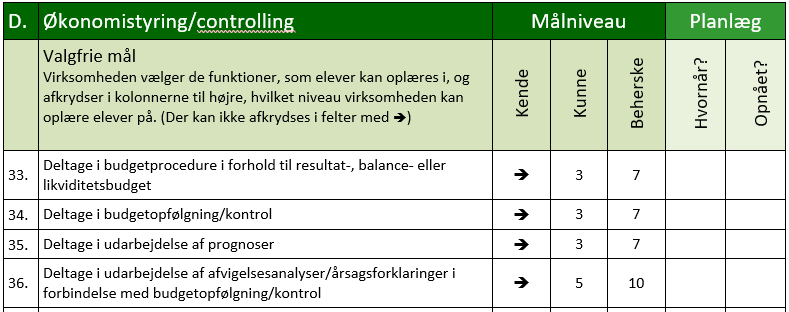 D. Økonomistyring/controlling Målniveau Planlæg
Valgfrie mål
Virksomheden vælger de funktioner, som elever kan oplæres i, og
afkrydser i kolonnerne til højre, hvilket niveau virksomheden kan
oplære elever på. (Der kan ikke afkrydses i felter med ➔)
Kende
Kunne
Beherske
Hvornår?
Opnået?
33. Deltage i budgetprocedure i forhold til resultat-, balance- eller
likviditetsbudget ➔ 3 7
34. Deltage i budgetopfølgning/kontrol ➔ 3 7
35. Deltage i udarbejdelse af prognoser ➔ 3 7
36. Deltage i udarbejdelse af afvigelsesanalyser/årsagsforklaringer i
forbindelse med budgetopfølgning/kontrol ➔ 5 10